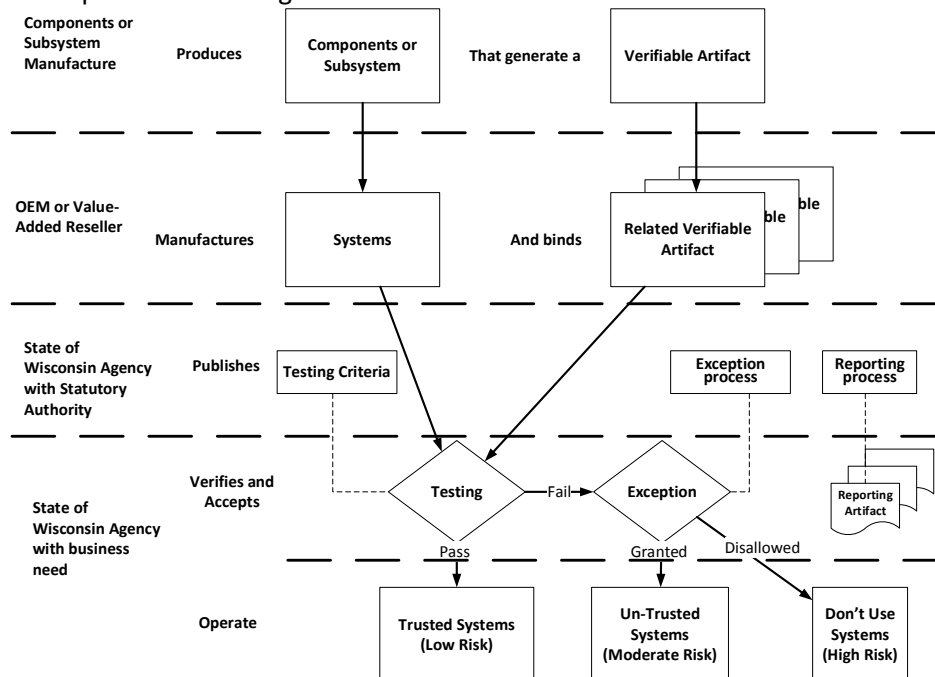 Components or
Subsystem
Manufacture
Produces
Components or
Subsystem
That generate a
Verifiable Artifact
OEM or Value-
Added Reseller
Manufactures
Systems
And binds
Related Verifiable
Artifact
ble
ble
State of
Wisconsin Agency
with Statutory
Authority
Publishes
Testing Criteria
Exception
process
Reporting
process
State of
Wisconsin Agency
with business
need
Verifies and
Accepts
Testing
Fail
Exception
Reporting
Artifact
Pass
Granted
Disallowed
Operate
Trusted Systems
(Low Risk)
Un-Trusted
Systems
(Moderate Risk)
Don't Use
Systems
(High Risk)